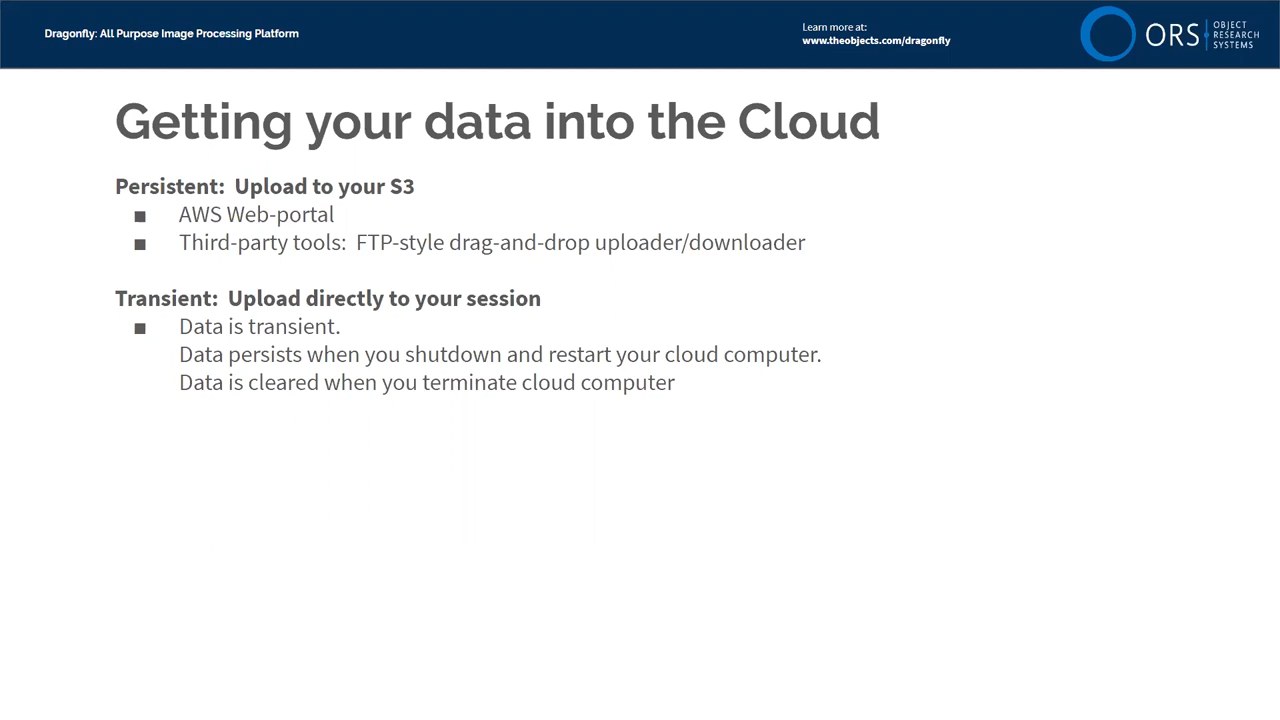 Dragonfly: All Purpose Image Processing Platform
Learn more at:
www.theobjects.com/dragonfly
ORS
OBJECT
RESEARCH
SYSTEMS
Getting your data into the Cloud
Persistent:  Upload to your S3
■ AWS Web-portal
■ Third-party tools:  FTP-style drag-and-drop uploader/downloader
Transient:  Upload directly to your session
■ Data is transient.
Data persists when you shutdown and restart your cloud computer.
Data is cleared when you terminate cloud computer